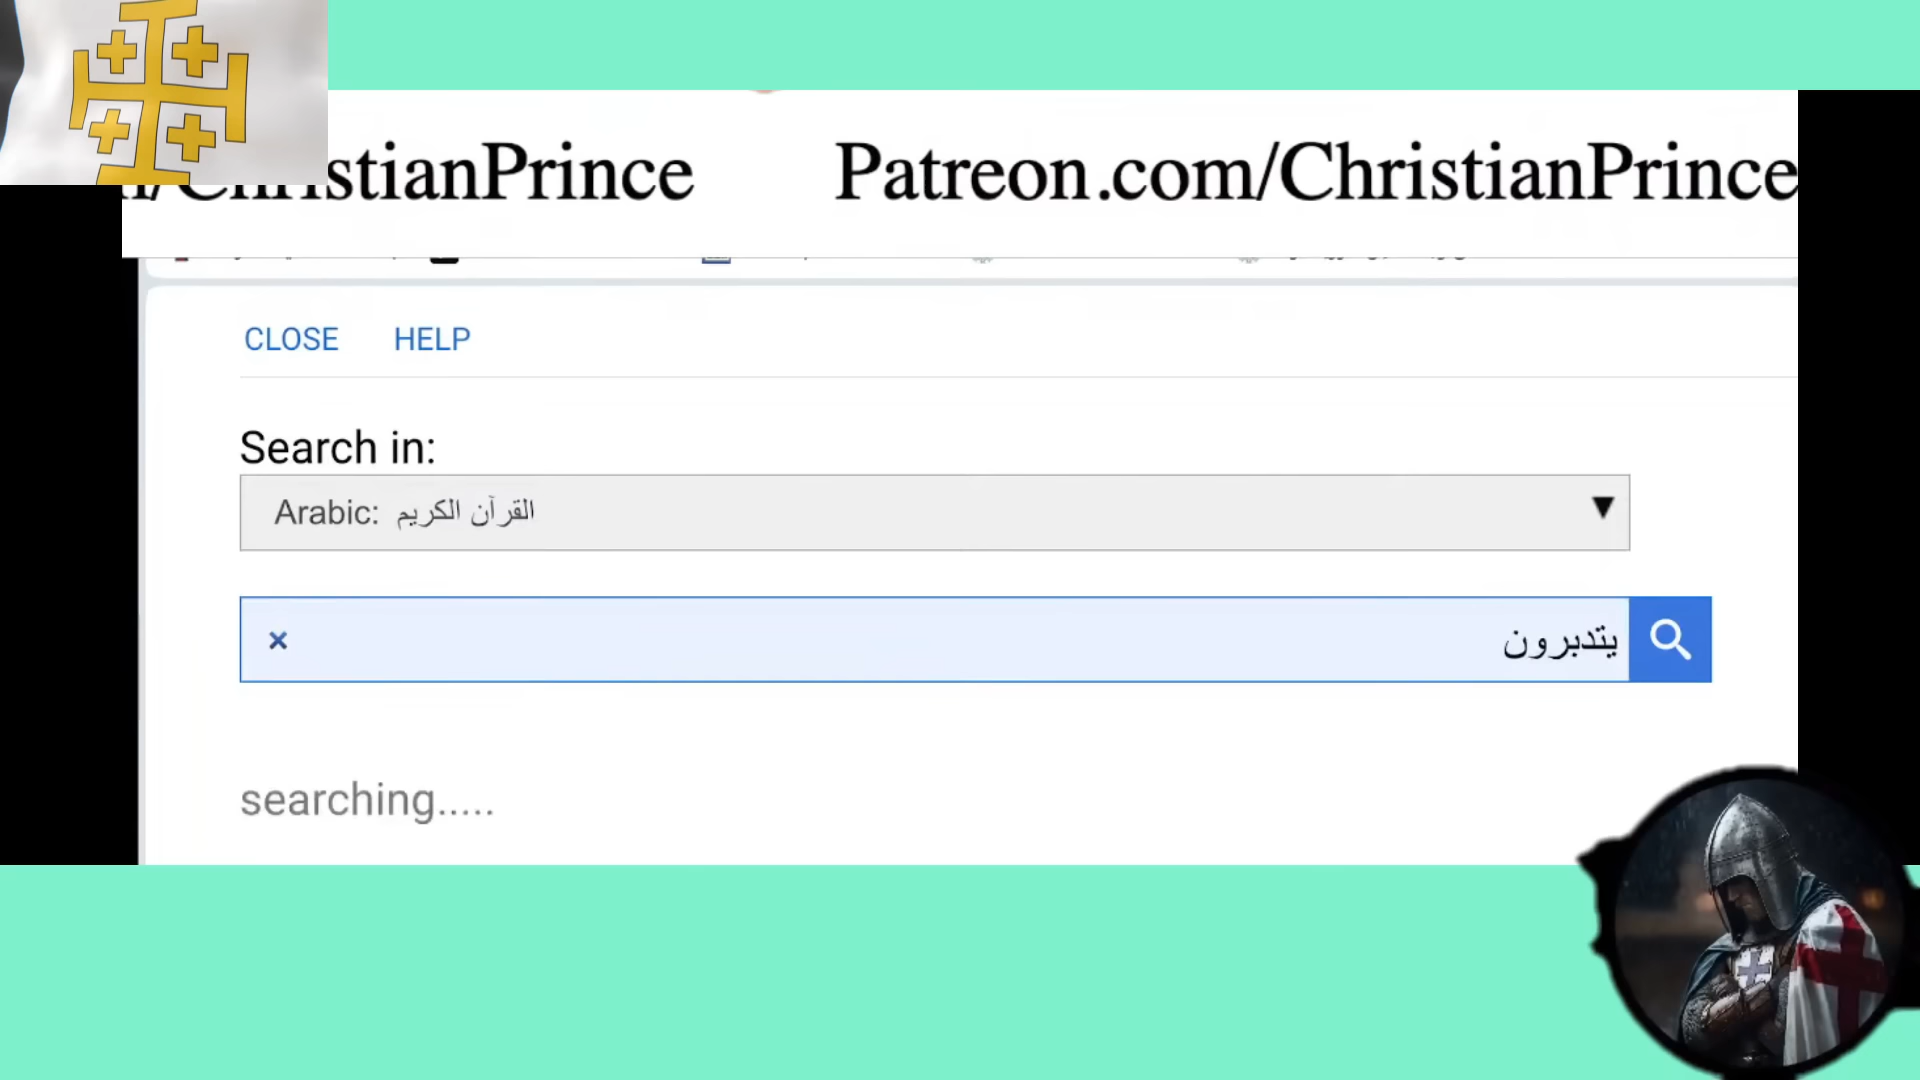 stianPrince Patreon.com/ChristianPrince
CLOSE HELP
Search in:
Arabic: القرآن الكريم
يتدبرون
searching.....